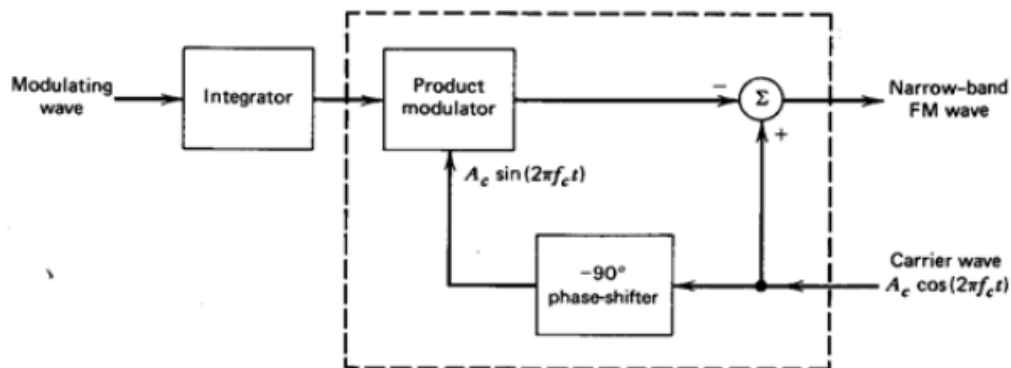 Modulating
wave
Integrator
Product
modulator
−
Σ
+
Narrow-band
FM wave
A_c sin(2πf_ct)
−90°
phase-shifter
Carrier wave
A_c cos(2πf_ct)